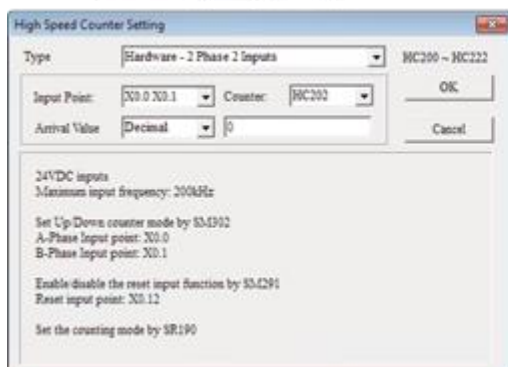 High Speed Counter Setting
Type Hardware - 2 Phase 2 Inputs HC200 ~ HC222
Input Point: X0.0 X0.1 Counter: HC202 OK
Arrival Value Decimal 0 Cancel
24VDC inputs
Maximum input frequency: 200kHz
Set Up/Down counter mode by SM302
A-Phase Input point: X0.0
B-Phase Input point: X0.1
Enable/disable the reset input function by SM291
Reset input point: X0.12
Set the counting mode by SR190